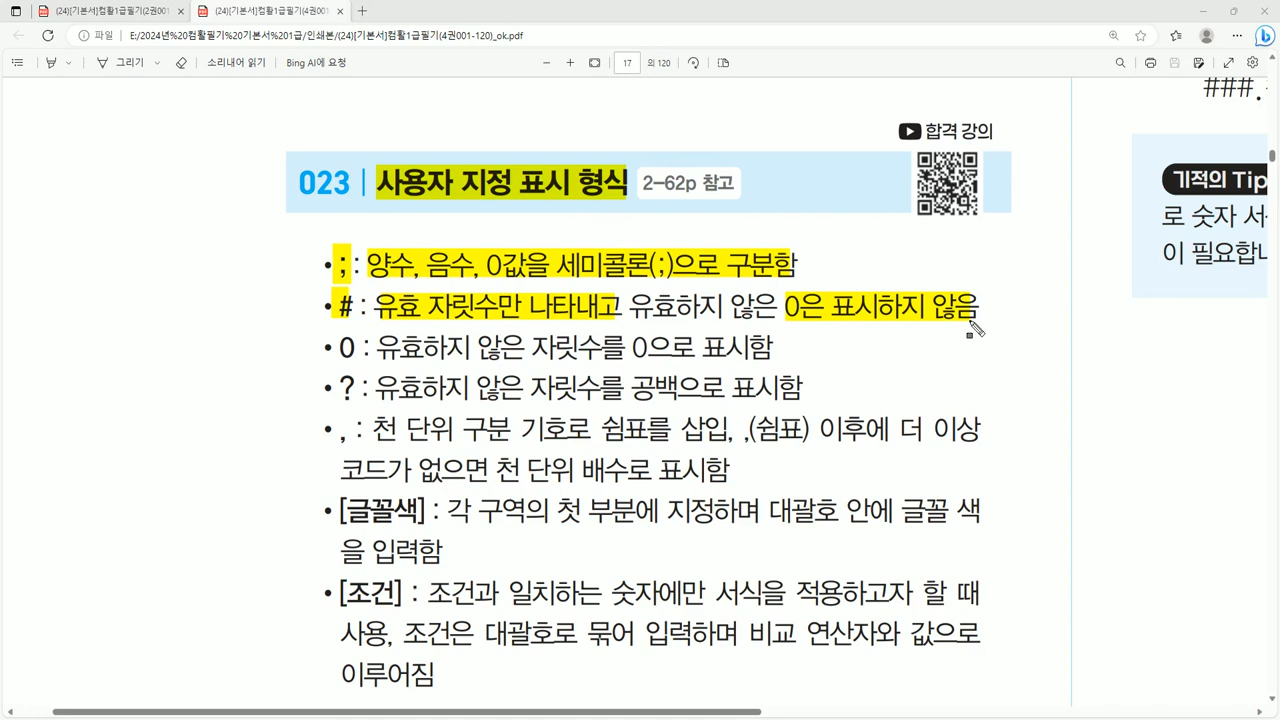 (24)[기본서]컴활1급필기(2권001
(24)[기본서]컴활1급필기(4권001
파일 E:/2024년%20컴활필기%20기본서%201급/인쇄본/(24)[기본서]컴활1급필기(4권001-120)_ok.pdf
그리기 소리내어 읽기 Bing AI에 요청 17 의 120
###.
합격 강의
023 사용자 지정 표시 형식 2-62p 참고
기적의 Tip
로 숫자 서
이 필요합니
• ; : 양수, 음수, 0값을 세미콜론(;)으로 구분함
• # : 유효 자릿수만 나타내고 유효하지 않은 0은 표시하지 않음
• 0 : 유효하지 않은 자릿수를 0으로 표시함
• ? : 유효하지 않은 자릿수를 공백으로 표시함
• , : 천 단위 구분 기호로 쉼표를 삽입, ,(쉼표) 이후에 더 이상
코드가 없으면 천 단위 배수로 표시함
• [글꼴색] : 각 구역의 첫 부분에 지정하며 대괄호 안에 글꼴 색
을 입력함
• [조건] : 조건과 일치하는 숫자에만 서식을 적용하고자 할 때
사용, 조건은 대괄호로 묶어 입력하며 비교 연산자와 값으로
이루어짐